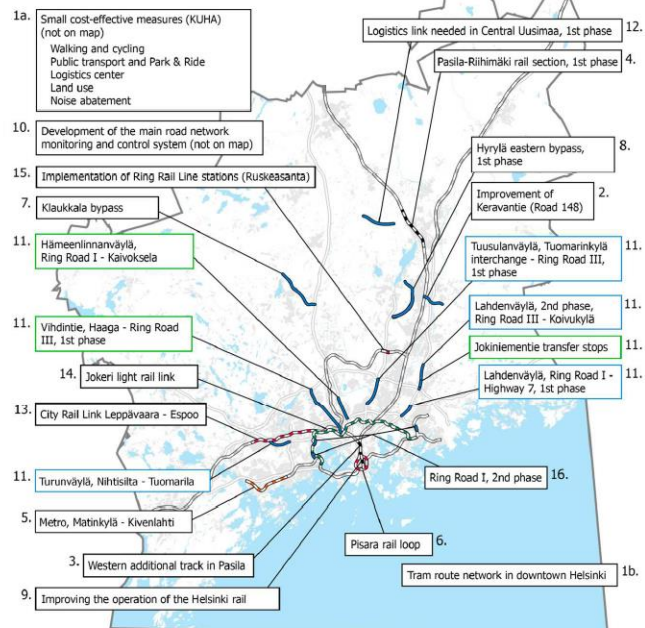 1a. Small cost-effective measures (KUHA)
(not on map)
Walking and cycling
Public transport and Park & Ride
Logistics center
Land use
Noise abatement
10. Development of the main road network
monitoring and control system (not on map)
15. Implementation of Ring Rail Line stations (Ruskeasanta)
7. Klaukkala bypass
11. Hämeenlinnanväylä,
Ring Road I - Kaivoksela
11. Vihdintie, Haaga - Ring Road
III, 1st phase
14. Jokeri light rail link
13. City Rail Link Leppävaara - Espoo
11. Turunväylä, Nihtisilta - Tuomarila
5. Metro, Matinkylä - Kivenlahti
3. Western additional track in Pasila
9. Improving the operation of the Helsinki rail
Logistics link needed in Central Uusimaa, 1st phase 12.
Pasila-Riihimäki rail section, 1st phase 4.
Hyrylä eastern bypass,
1st phase 8.
Improvement of
Keravantie (Road 148) 2.
Tuusulanväylä, Tuomarinkylä
interchange - Ring Road III,
1st phase 11.
Lahdenväylä, 2nd phase,
Ring Road III - Koivukylä 11.
Jokiniementie transfer stops 11.
Lahdenväylä, Ring Road I -
Highway 7, 1st phase 11.
Ring Road I, 2nd phase 16.
Pisara rail loop 6.
Tram route network in downtown Helsinki 1b.